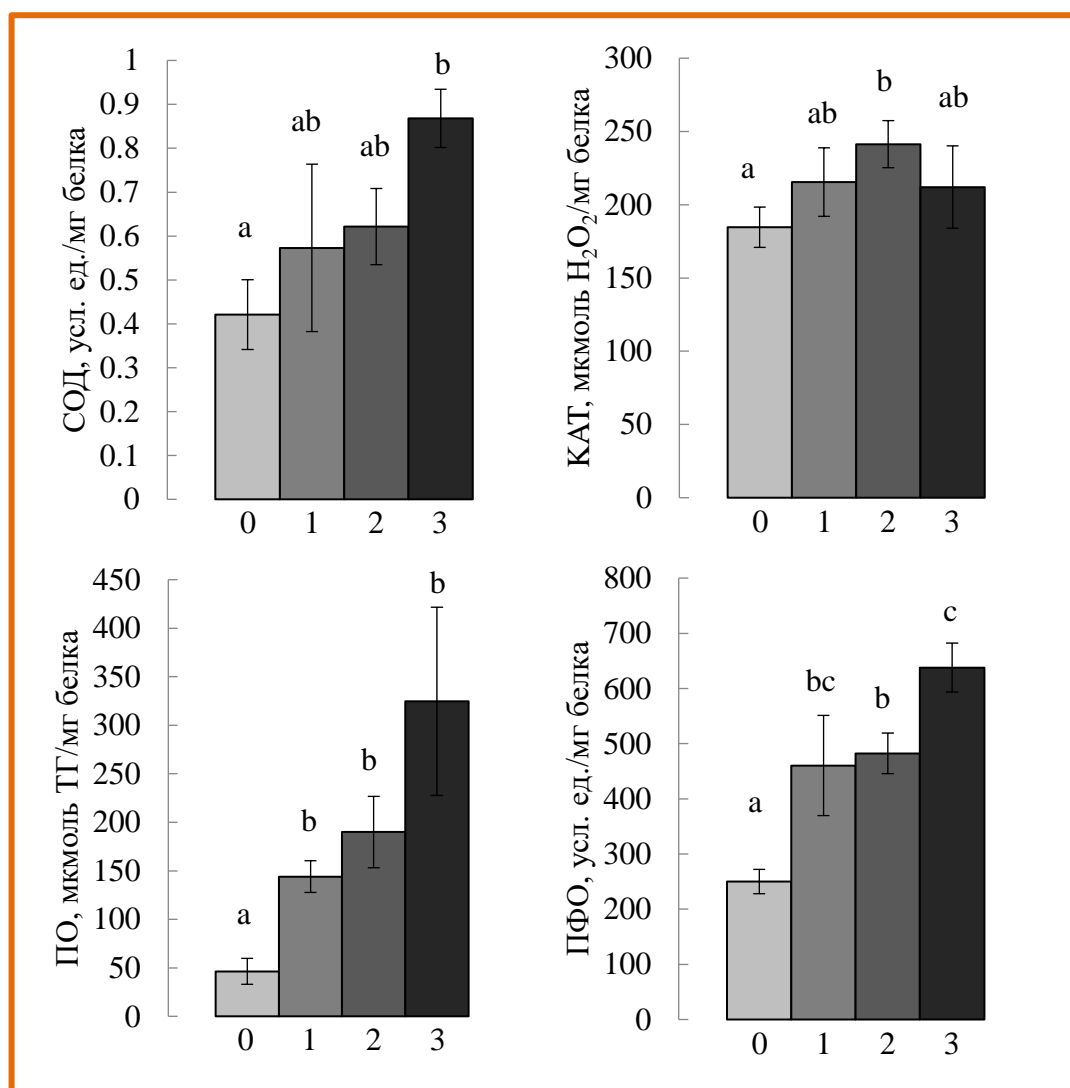 СОД, усл. ед./мг белка
1
0.9
0.8
0.7
0.6
0.5
0.4
0.3
0.2
0.1
0
a
ab
ab
b
0 1 2 3
КАТ, мкмоль H₂O₂/мг белка
300
250
200
150
100
50
0
a
ab
b
ab
0 1 2 3
ПО, мкмоль ТГ/мг белка
450
400
350
300
250
200
150
100
50
0
a
b
b
b
0 1 2 3
ПФО, усл. ед./мг белка
800
700
600
500
400
300
200
100
0
a
bc
b
c
0 1 2 3